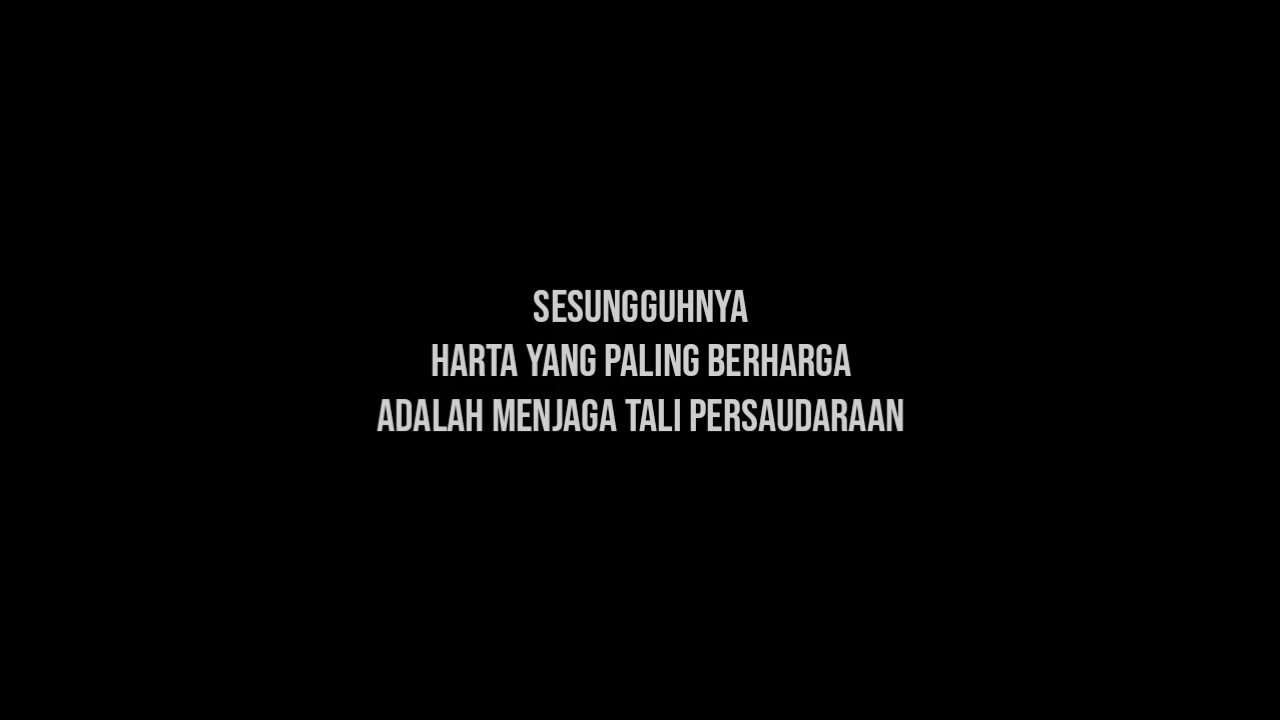 SESUNGGUHNYA
HARTA YANG PALING BERHARGA
ADALAH MENJAGA TALI PERSAUDARAAN